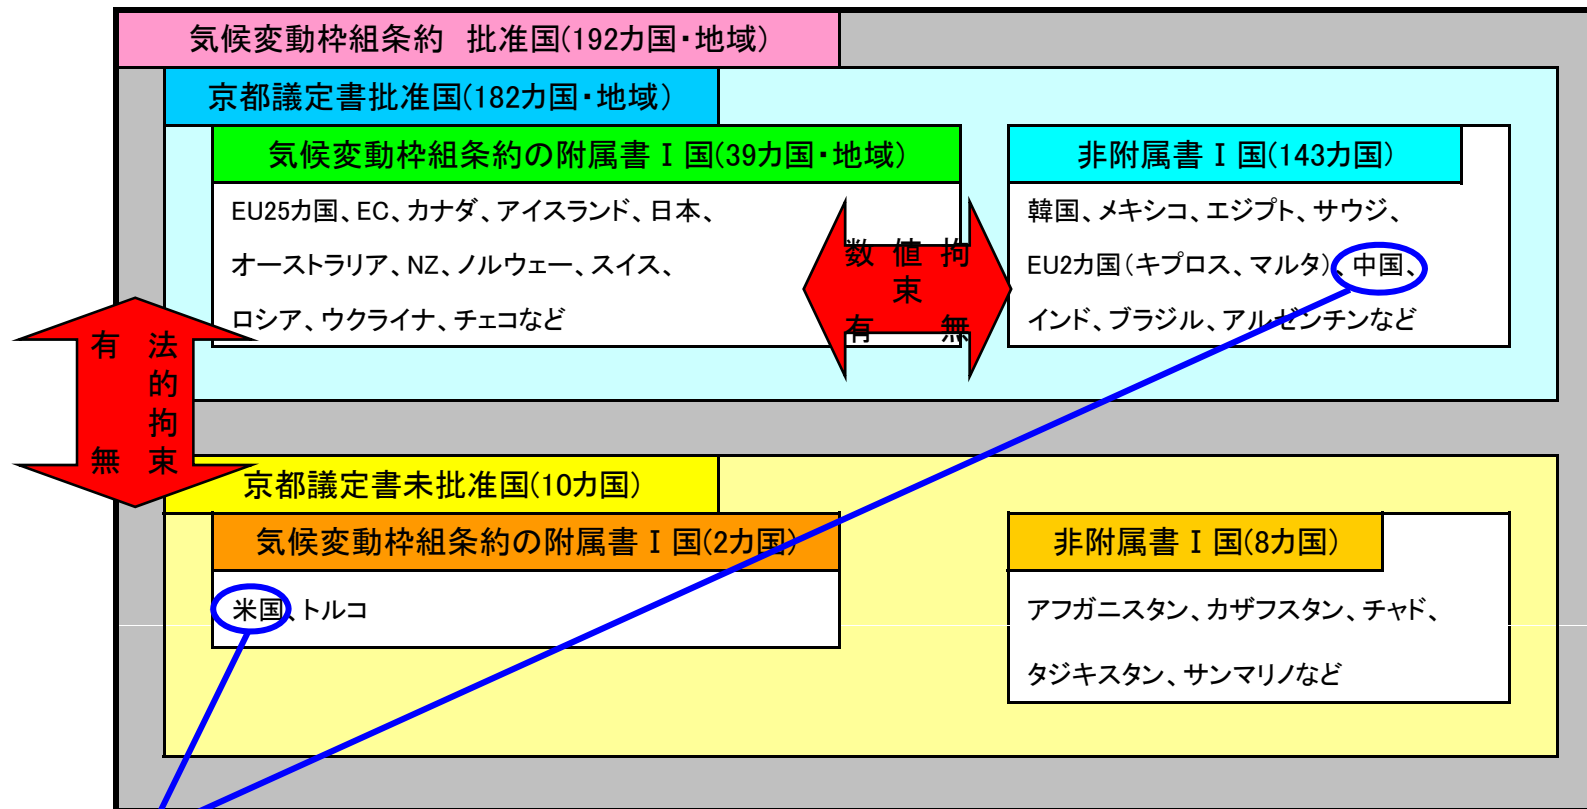 気候変動枠組条約 批准国(192カ国・地域)
京都議定書批准国(182カ国・地域)
気候変動枠組条約の附属書Ⅰ国(39カ国・地域)
EU25カ国、EC、カナダ、アイスランド、日本、
オーストラリア、NZ、ノルウェー、スイス、
ロシア、ウクライナ、チェコなど
数値拘
束
有 無
非附属書Ⅰ国(143カ国)
韓国、メキシコ、エジプト、サウジ、
EU2カ国(キプロス、マルタ)、中国、
インド、ブラジル、アルゼンチンなど
法的拘束
有 無
京都議定書未批准国(10カ国)
気候変動枠組条約の附属書Ⅰ国(2カ国)
米国、トルコ
非附属書Ⅰ国(8カ国)
アフガニスタン、カザフスタン、チャド、
タジキスタン、サンマリノなど